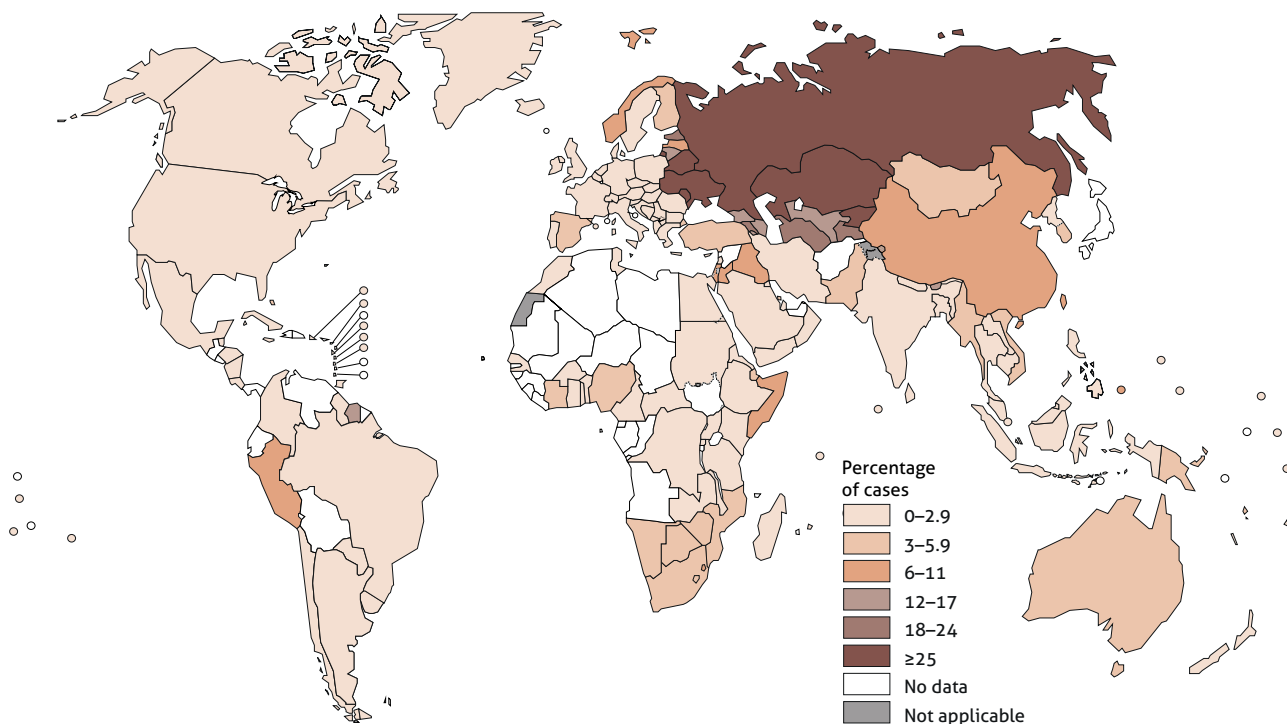 Percentage
of cases
0–2.9
3–5.9
6–11
12–17
18–24
≥25
No data
Not applicable